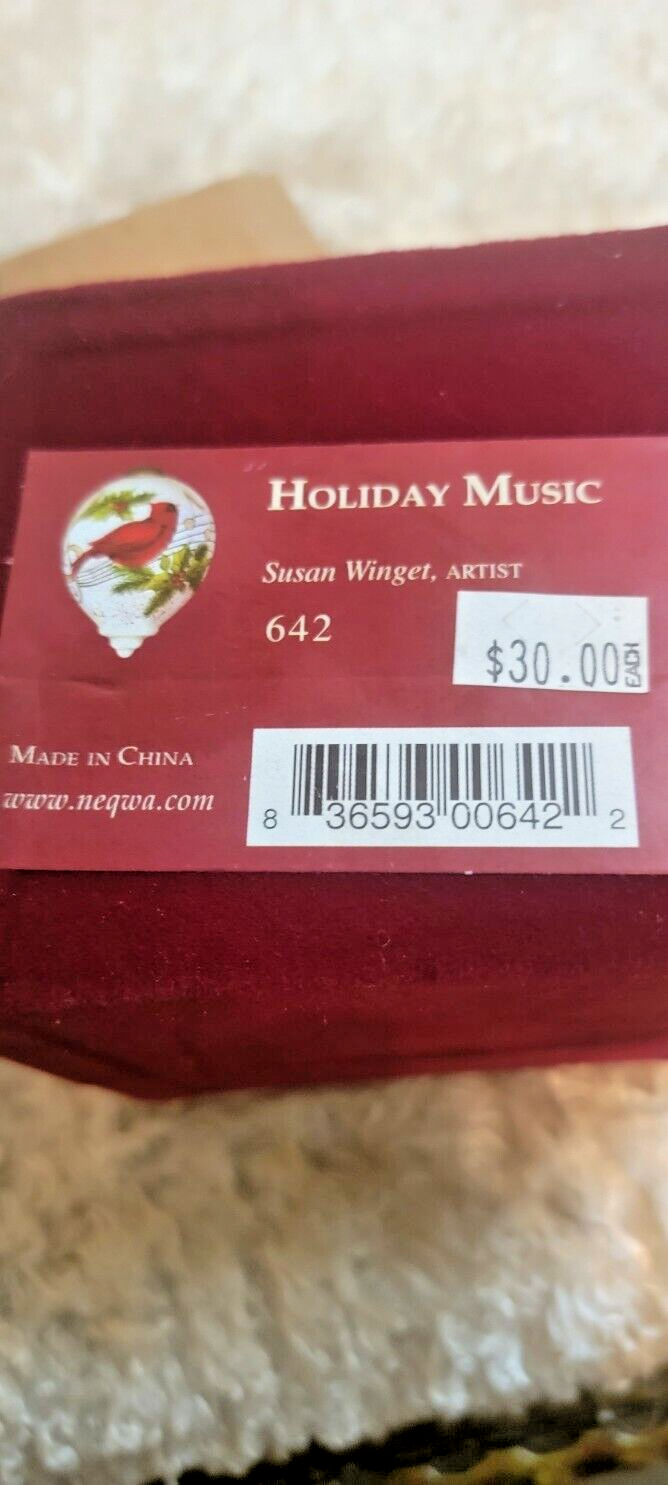 HOLIDAY MUSIC
Susan Winget, ARTIST
642
$30.00 EACH
MADE IN CHINA
www.neqwa.com
8 36593 00642 2